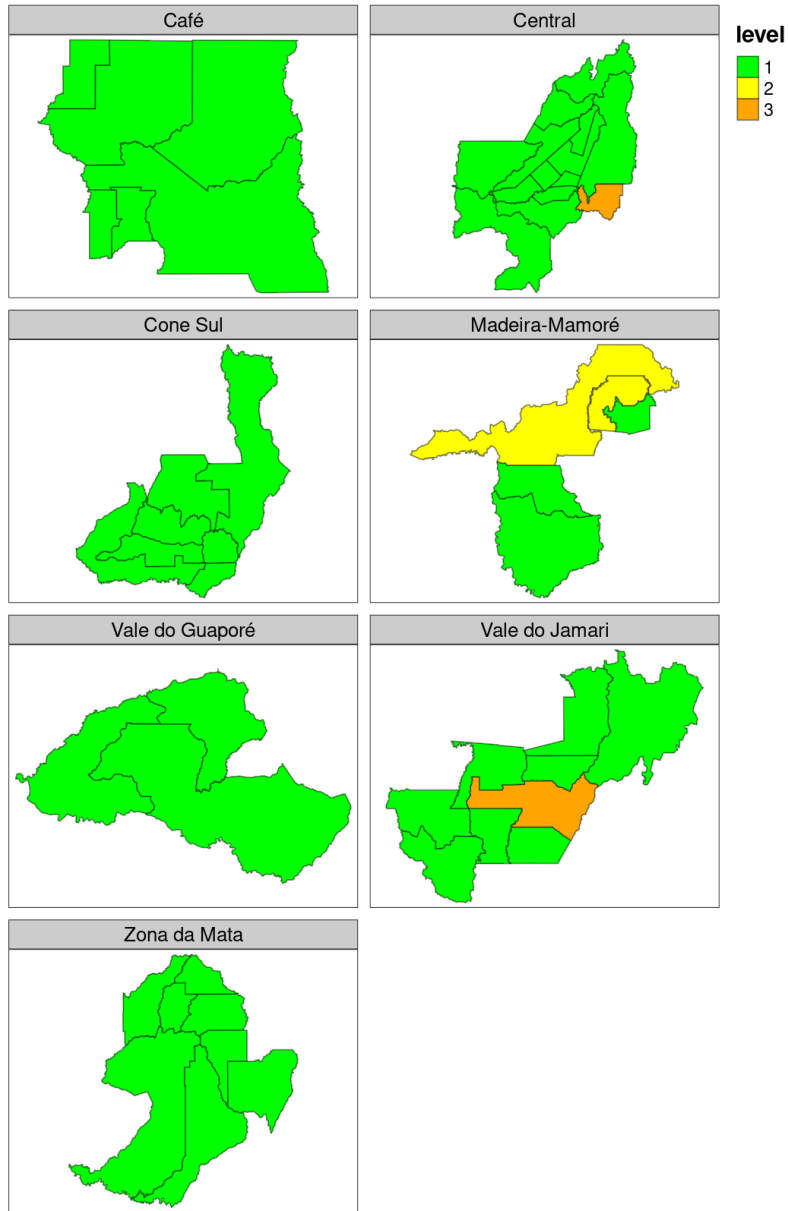 Café
Central
level
1
2
3
Cone Sul
Madeira-Mamoré
Vale do Guaporé
Vale do Jamari
Zona da Mata